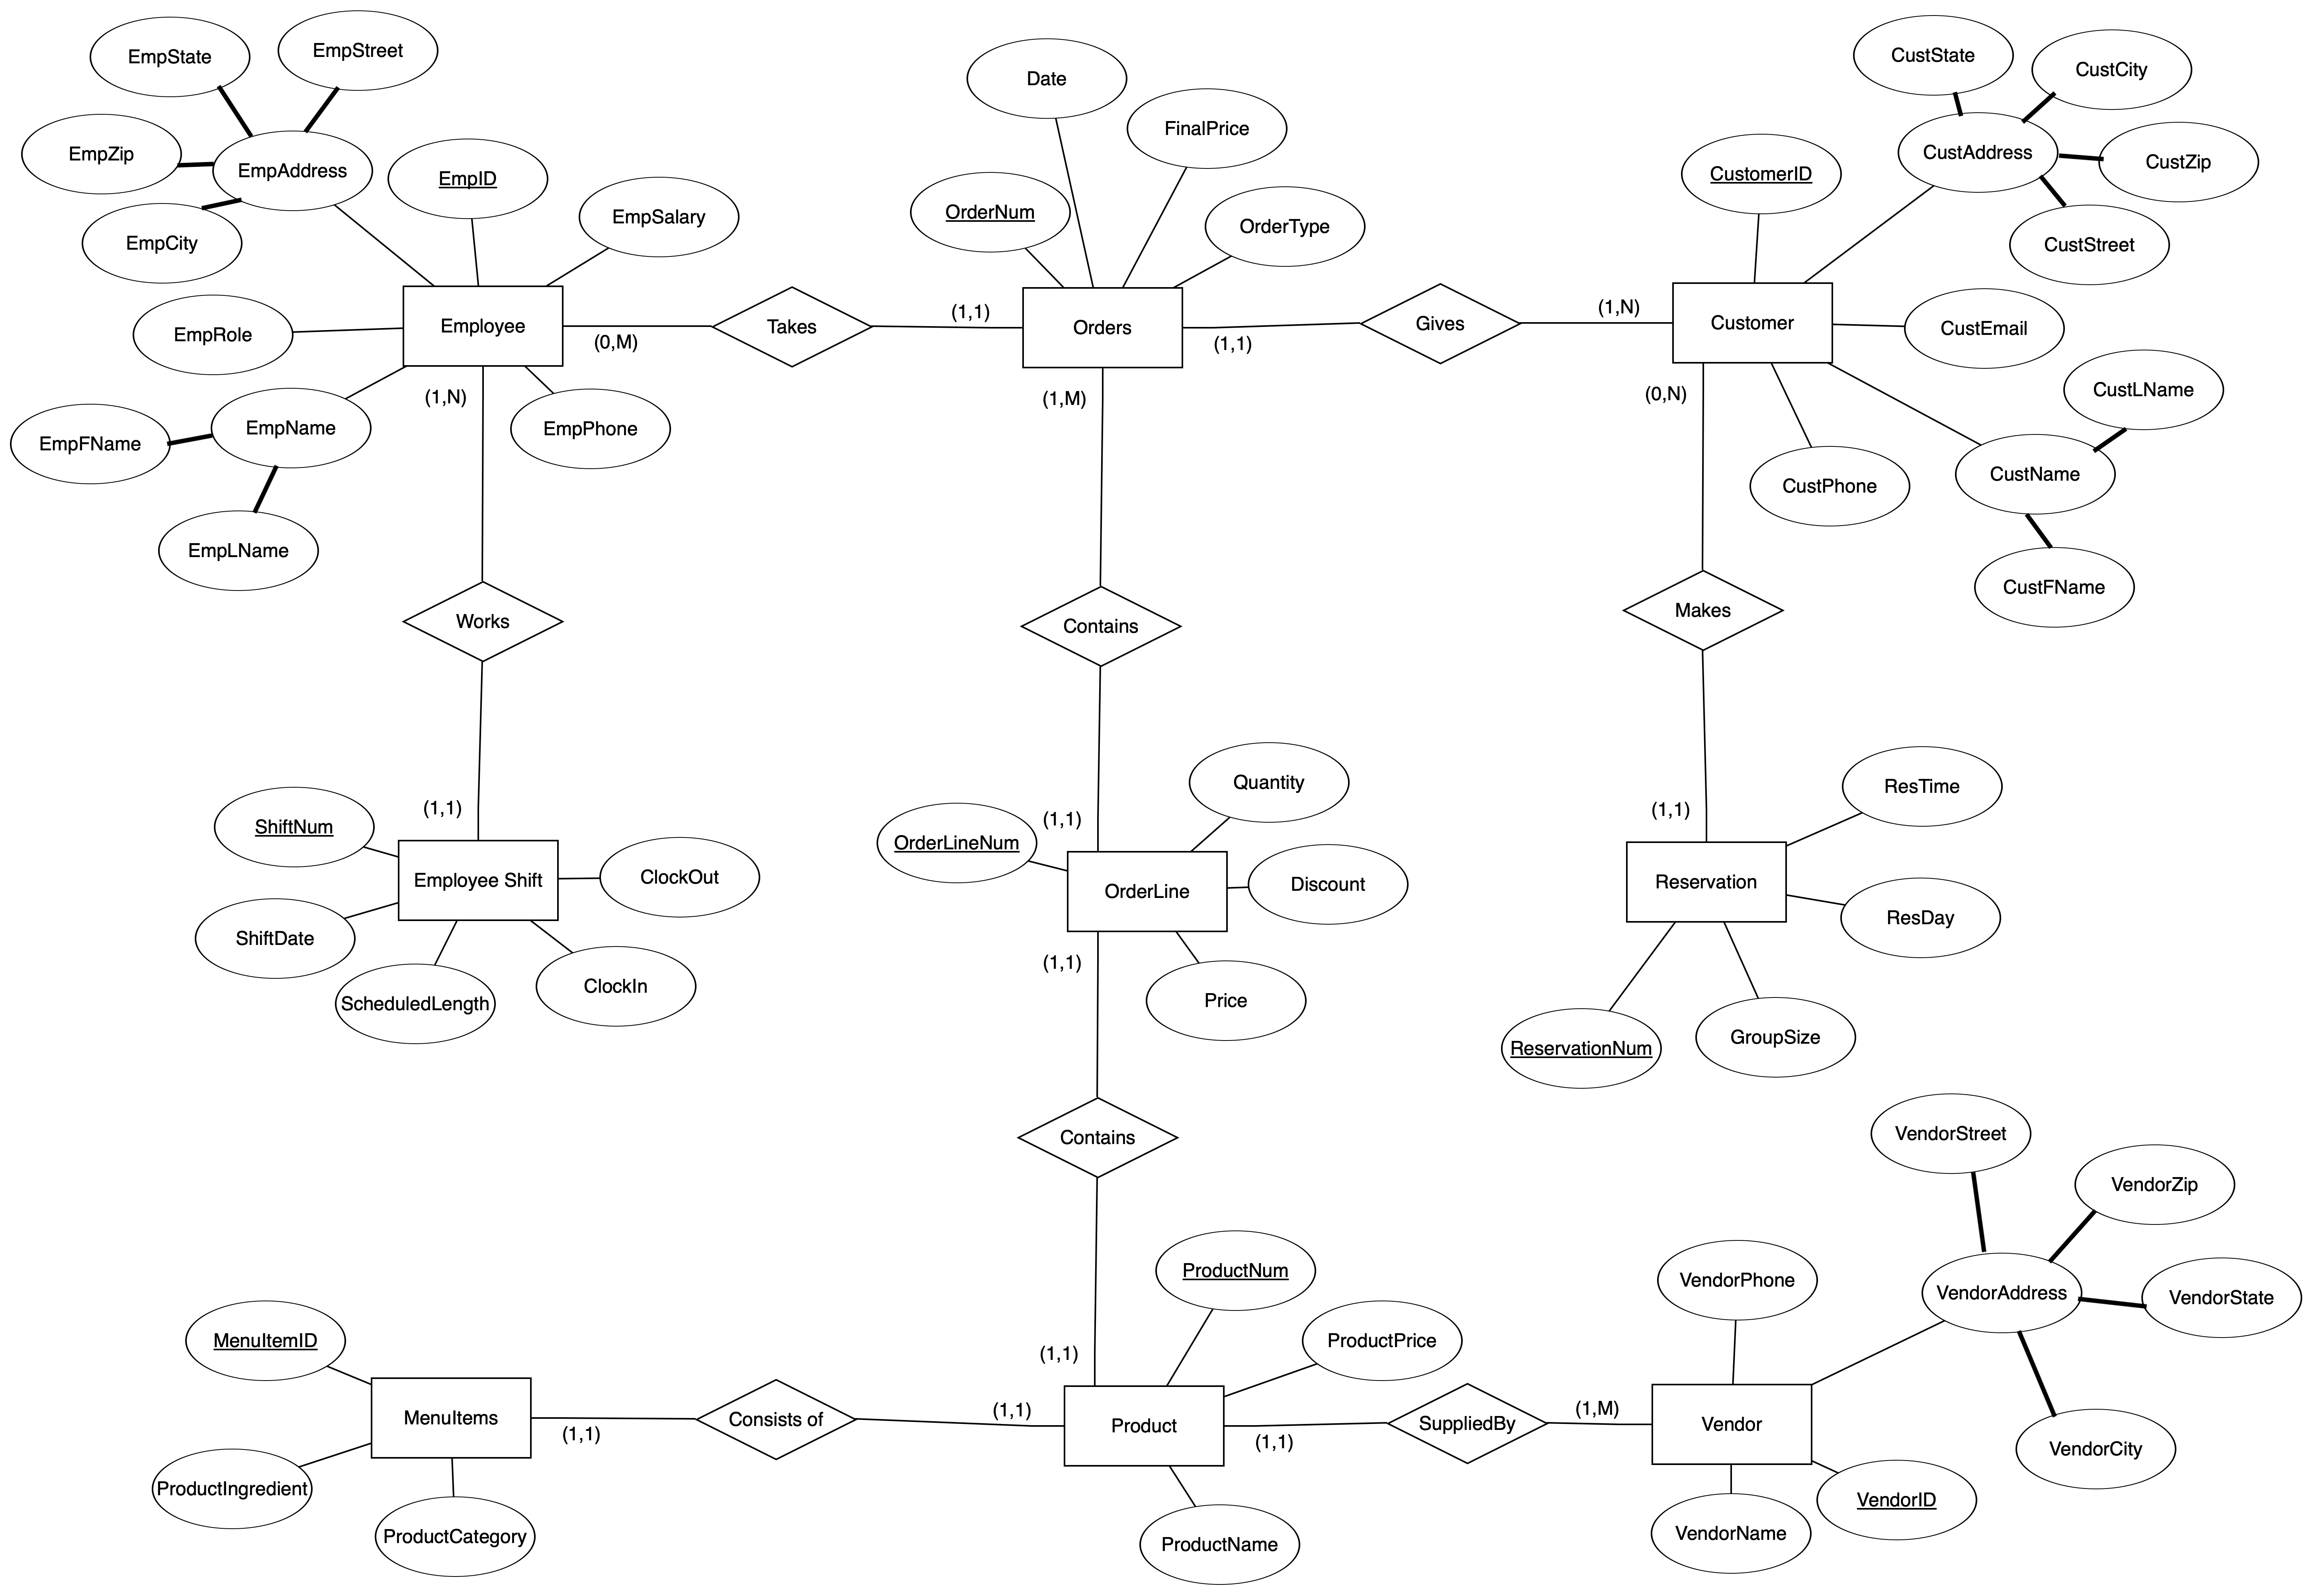 EmpState
EmpStreet
EmpZip
EmpAddress
EmpCity
EmpID
EmpSalary
EmpRole
Employee
EmpName
EmpFName
EmpLName
EmpPhone
(0,M)
Takes
(1,1)
(1,N)
Date
FinalPrice
OrderNum
OrderType
Orders
(1,1)
Gives
(1,N)
(1,M)
CustState
CustCity
CustAddress
CustZip
CustStreet
CustomerID
Customer
CustEmail
CustLName
CustName
CustFName
CustPhone
(0,N)
Works
Contains
Makes
(1,1)
ShiftNum
Employee Shift
ClockOut
ShiftDate
ScheduledLength
ClockIn
(1,1)
Quantity
OrderLineNum
OrderLine
Discount
Price
(1,1)
(1,1)
ResTime
Reservation
ResDay
ReservationNum
GroupSize
Contains
(1,1)
MenuItemID
MenuItems
ProductIngredient
ProductCategory
(1,1)
Consists of
(1,1)
ProductNum
ProductPrice
Product
ProductName
(1,1)
SuppliedBy
(1,M)
VendorStreet
VendorZip
VendorPhone
VendorAddress
VendorState
Vendor
VendorCity
VendorID
VendorName